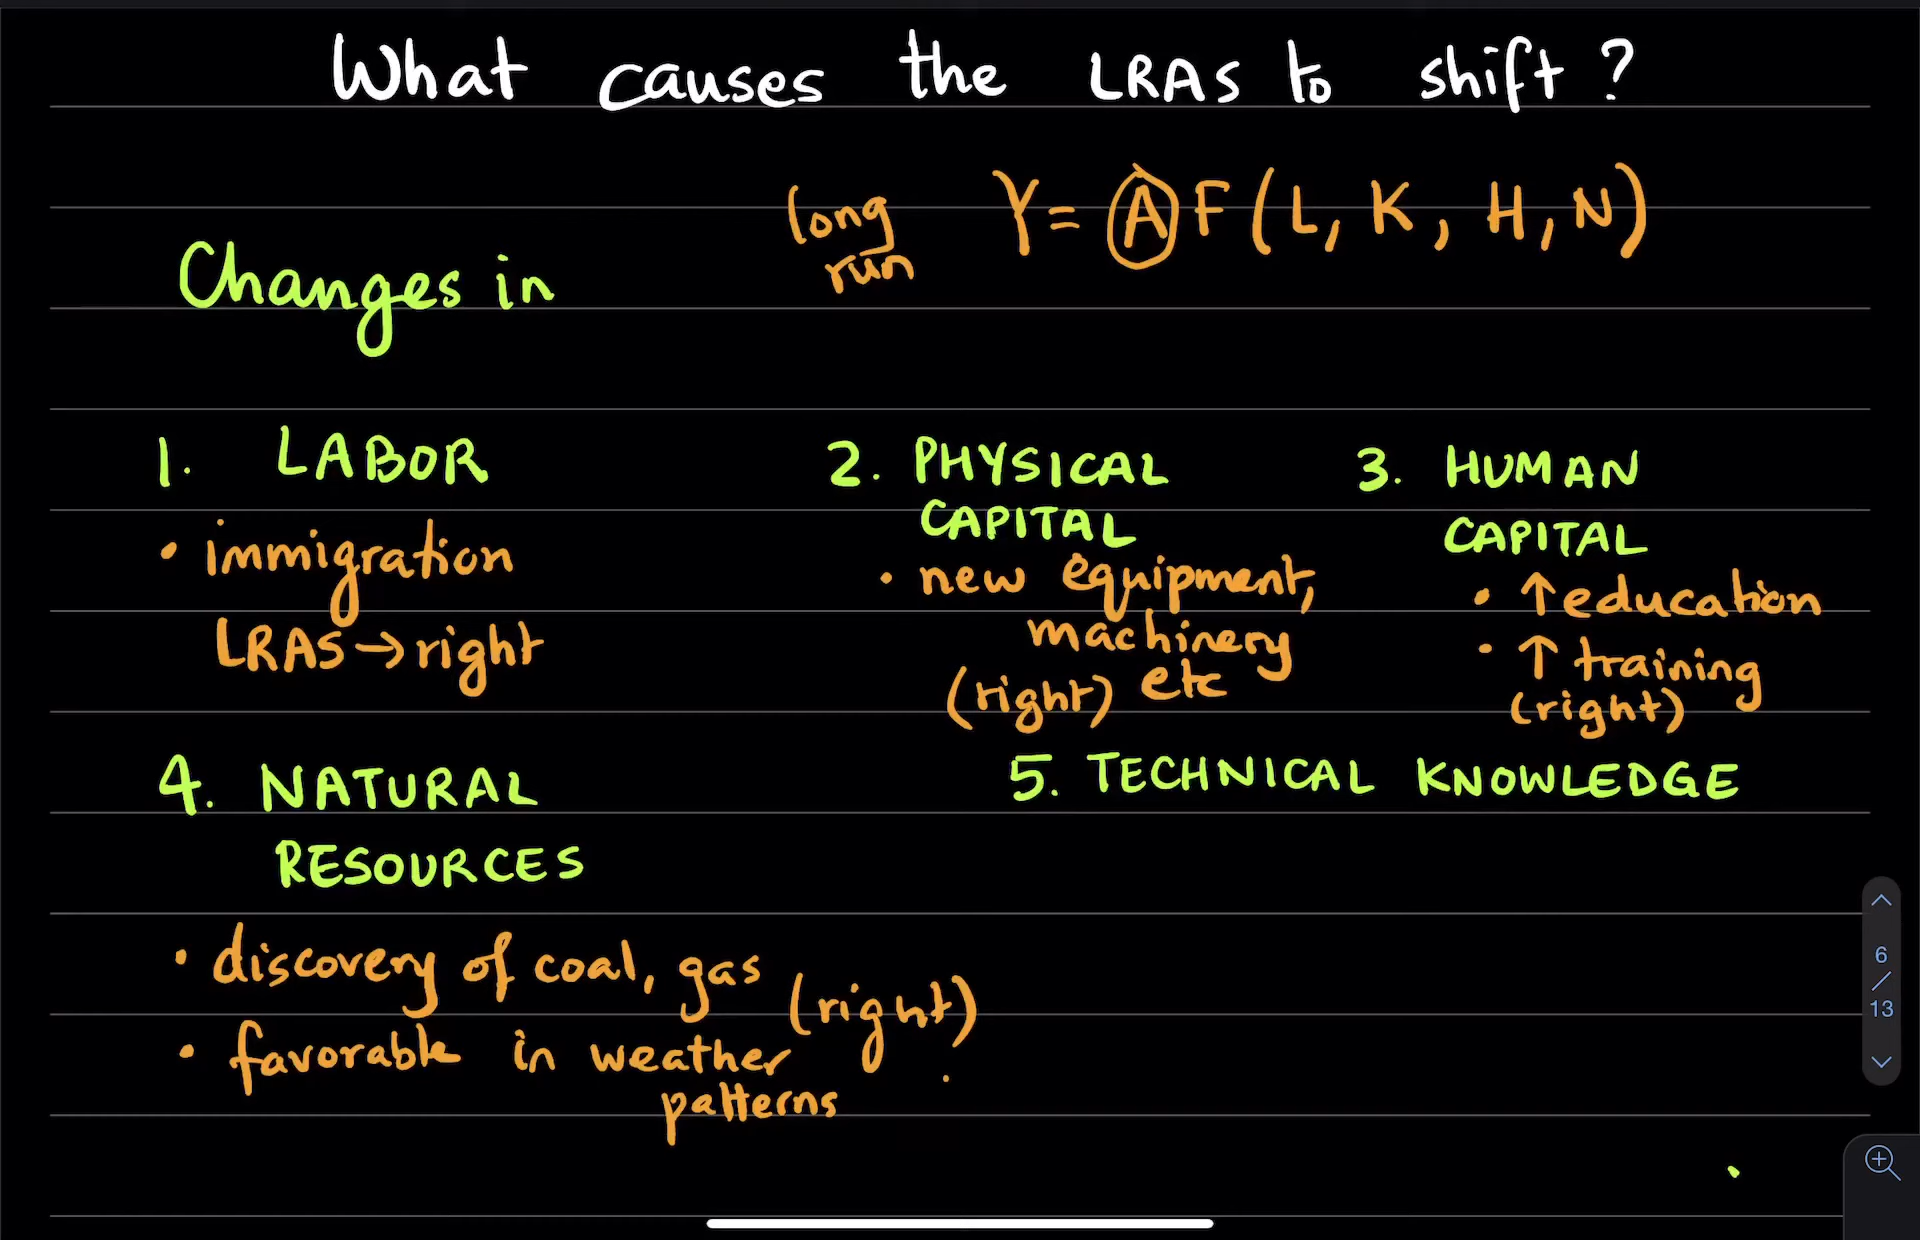 What causes the LRAS to shift?
long run Y = A F (L, K, H, N)
Changes in
1. LABOR
• immigration
LRAS → right
2. PHYSICAL
CAPITAL
• new equipment,
machinery
(right) etc
3. HUMAN
CAPITAL
• ↑ education
• ↑ training
(right)
4. NATURAL
RESOURCES
• discovery of coal, gas
(right)
• favorable in weather
patterns
5. TECHNICAL KNOWLEDGE
6
/
13